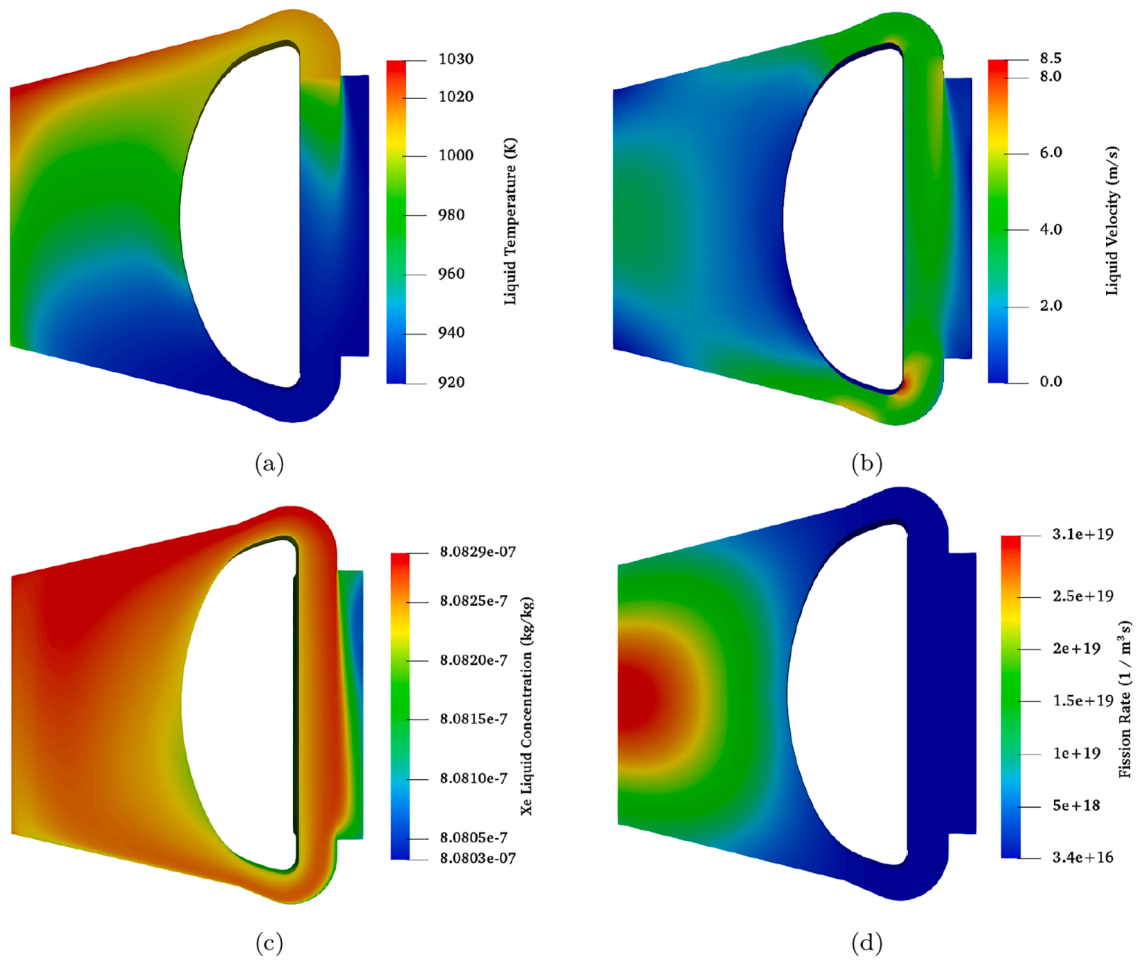 1030
1020
1000
980
960
940
920
Liquid Temperature (K)
(a)
8.5
8.0
6.0
4.0
2.0
0.0
Liquid Velocity (m/s)
(b)
8.0829e-07
8.0825e-7
8.0820e-7
8.0815e-7
8.0810e-7
8.0805e-7
8.0803e-07
Xe Liquid Concentration (kg/kg)
(c)
3.1e+19
2.5e+19
2e+19
1.5e+19
1e+19
5e+18
3.4e+16
Fission Rate (1 / m³ s)
(d)